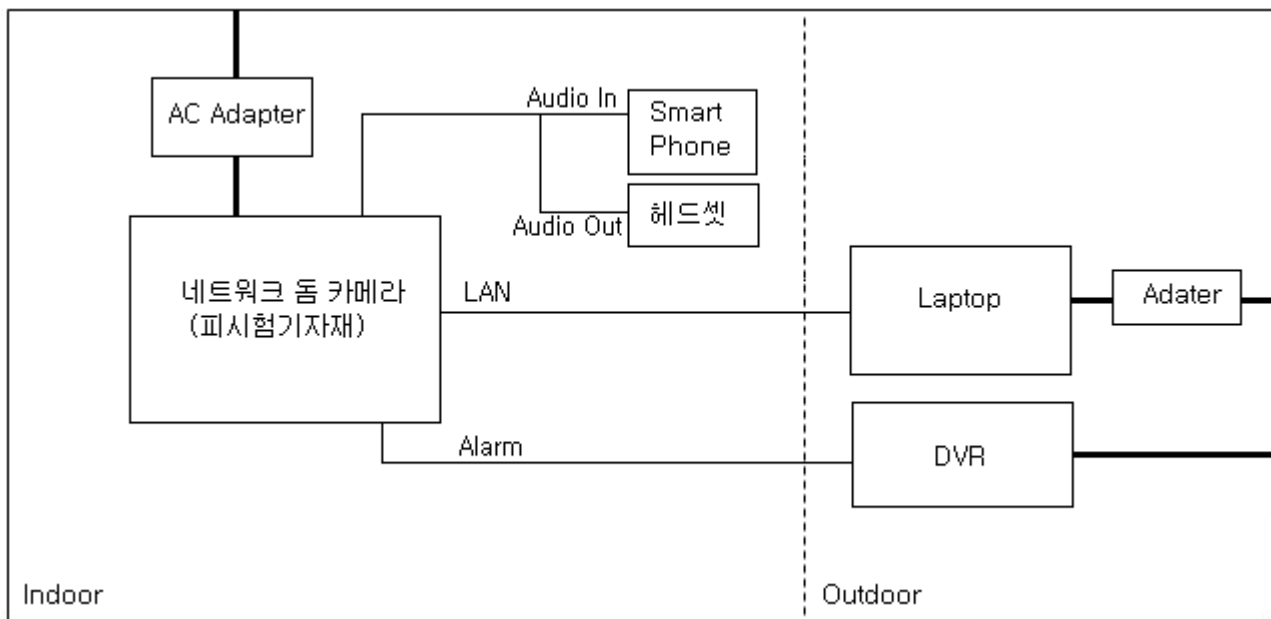 AC Adapter
Audio In
Smart
Phone
Audio Out
헤드셋
네트워크 돔 카메라
(피시험기자재)
LAN
Laptop
Adater
Alarm
DVR
Indoor
Outdoor